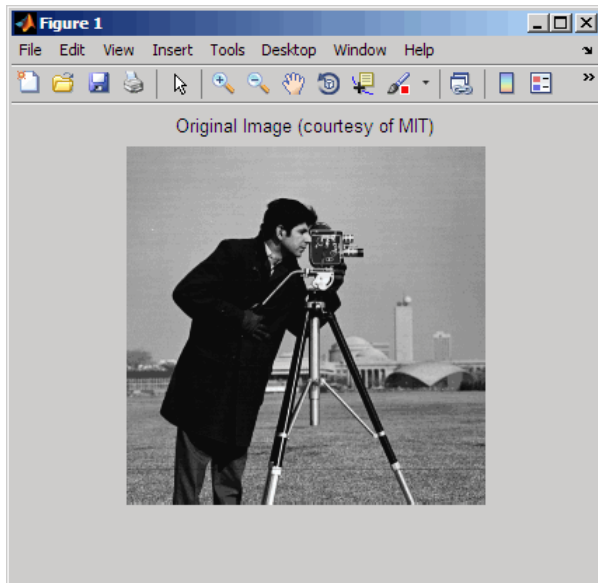 Figure 1
File Edit View Insert Tools Desktop Window Help
Original Image (courtesy of MIT)